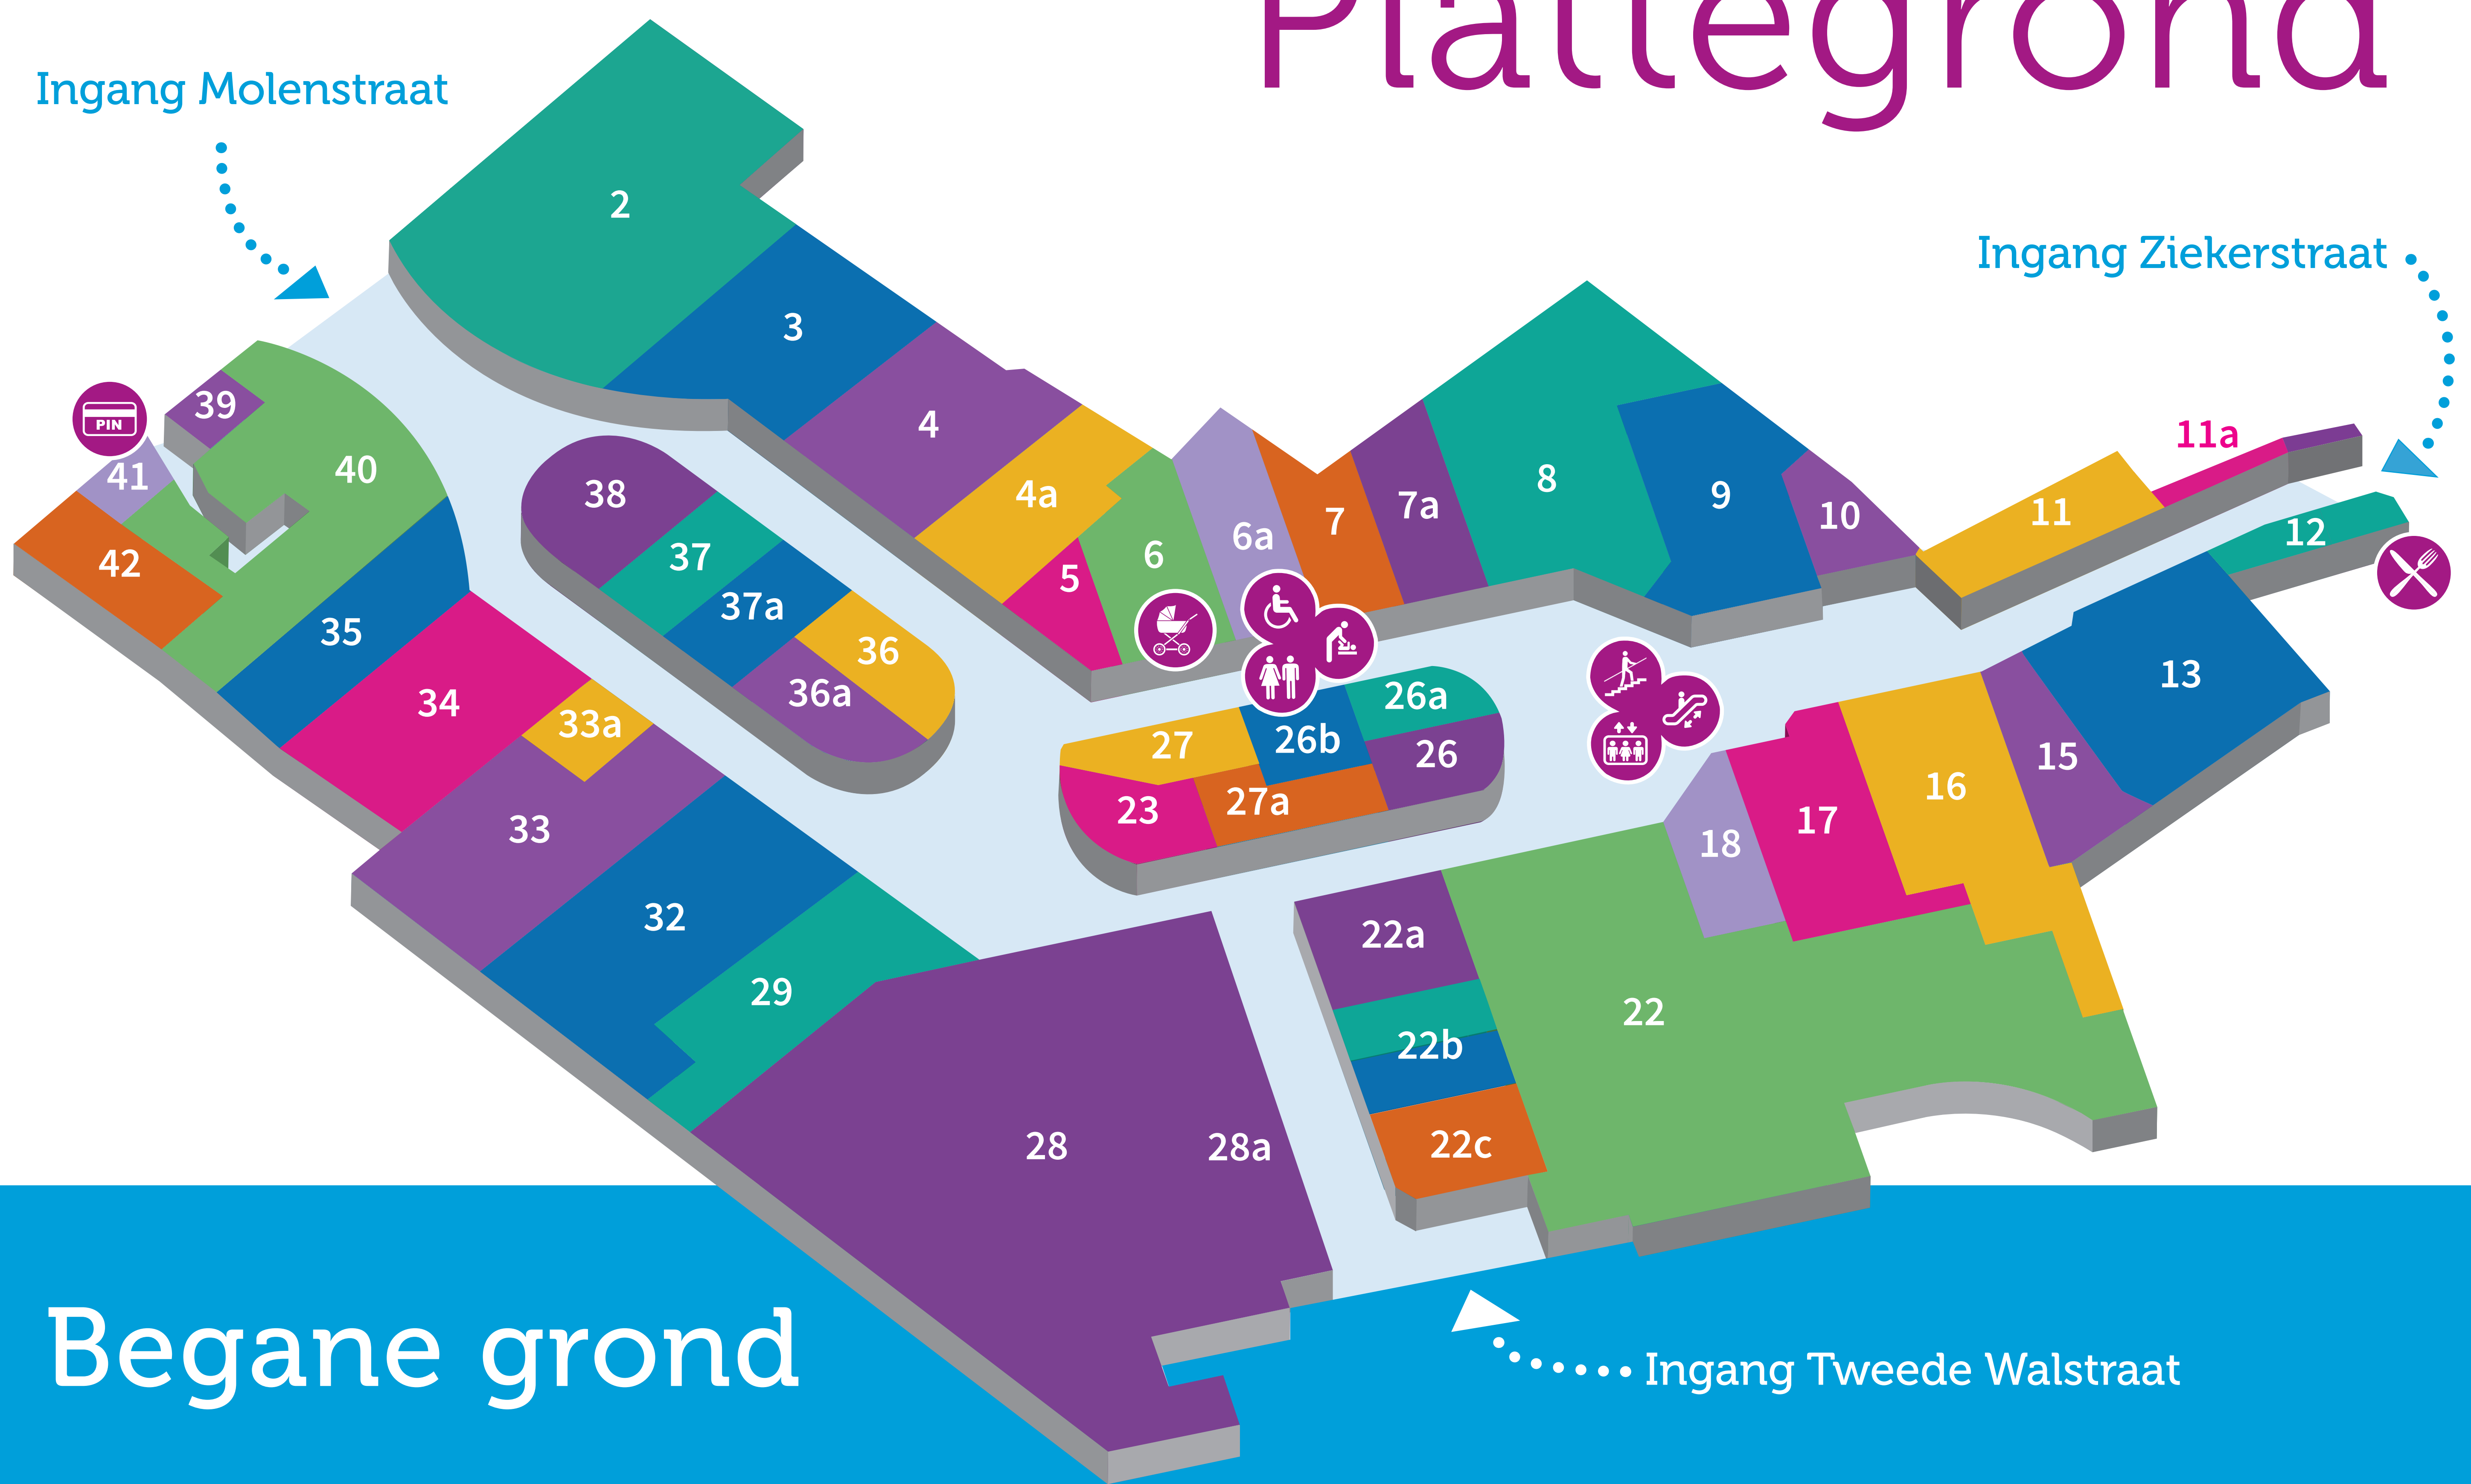 Plattegrond
Ingang Molenstraat
Ingang Ziekerstraat
2
3
4
4a
5
6
6a
7
7a
8
9
10
11
11a
12
13
15
16
17
18
22
22a
22b
22c
23
26
26a
26b
27
27a
28
28a
29
32
33
33a
34
35
36
36a
37
37a
38
39
40
41
42
PIN
Begane grond
Ingang Tweede Walstraat